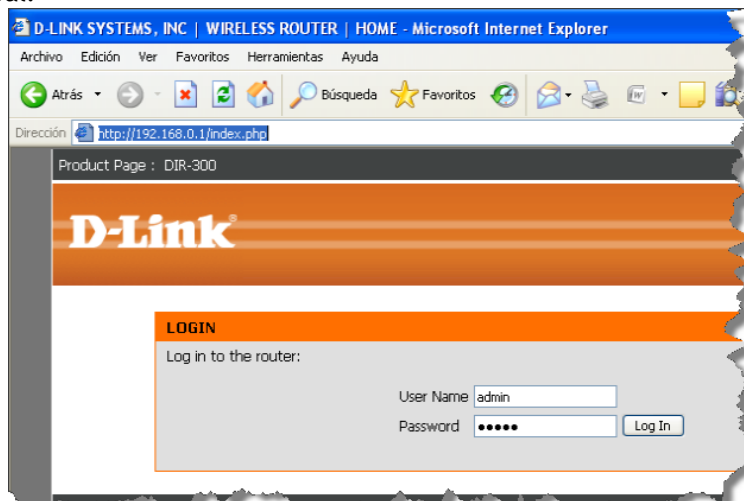 D-LINK SYSTEMS, INC | WIRELESS ROUTER | HOME - Microsoft Internet Explorer
Archivo Edición Ver Favoritos Herramientas Ayuda
Atrás Búsqueda Favoritos
Dirección http://192.168.0.1/index.php
Product Page : DIR-300
D-Link®
LOGIN
Log in to the router:
User Name admin
Password •••••
Log In